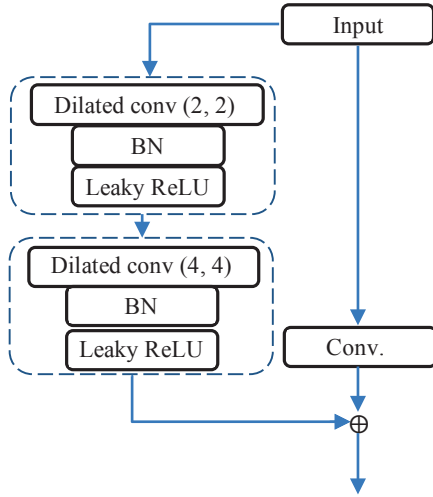 Input
Dilated conv (2, 2)
BN
Leaky ReLU
Dilated conv (4, 4)
BN
Leaky ReLU
Conv.